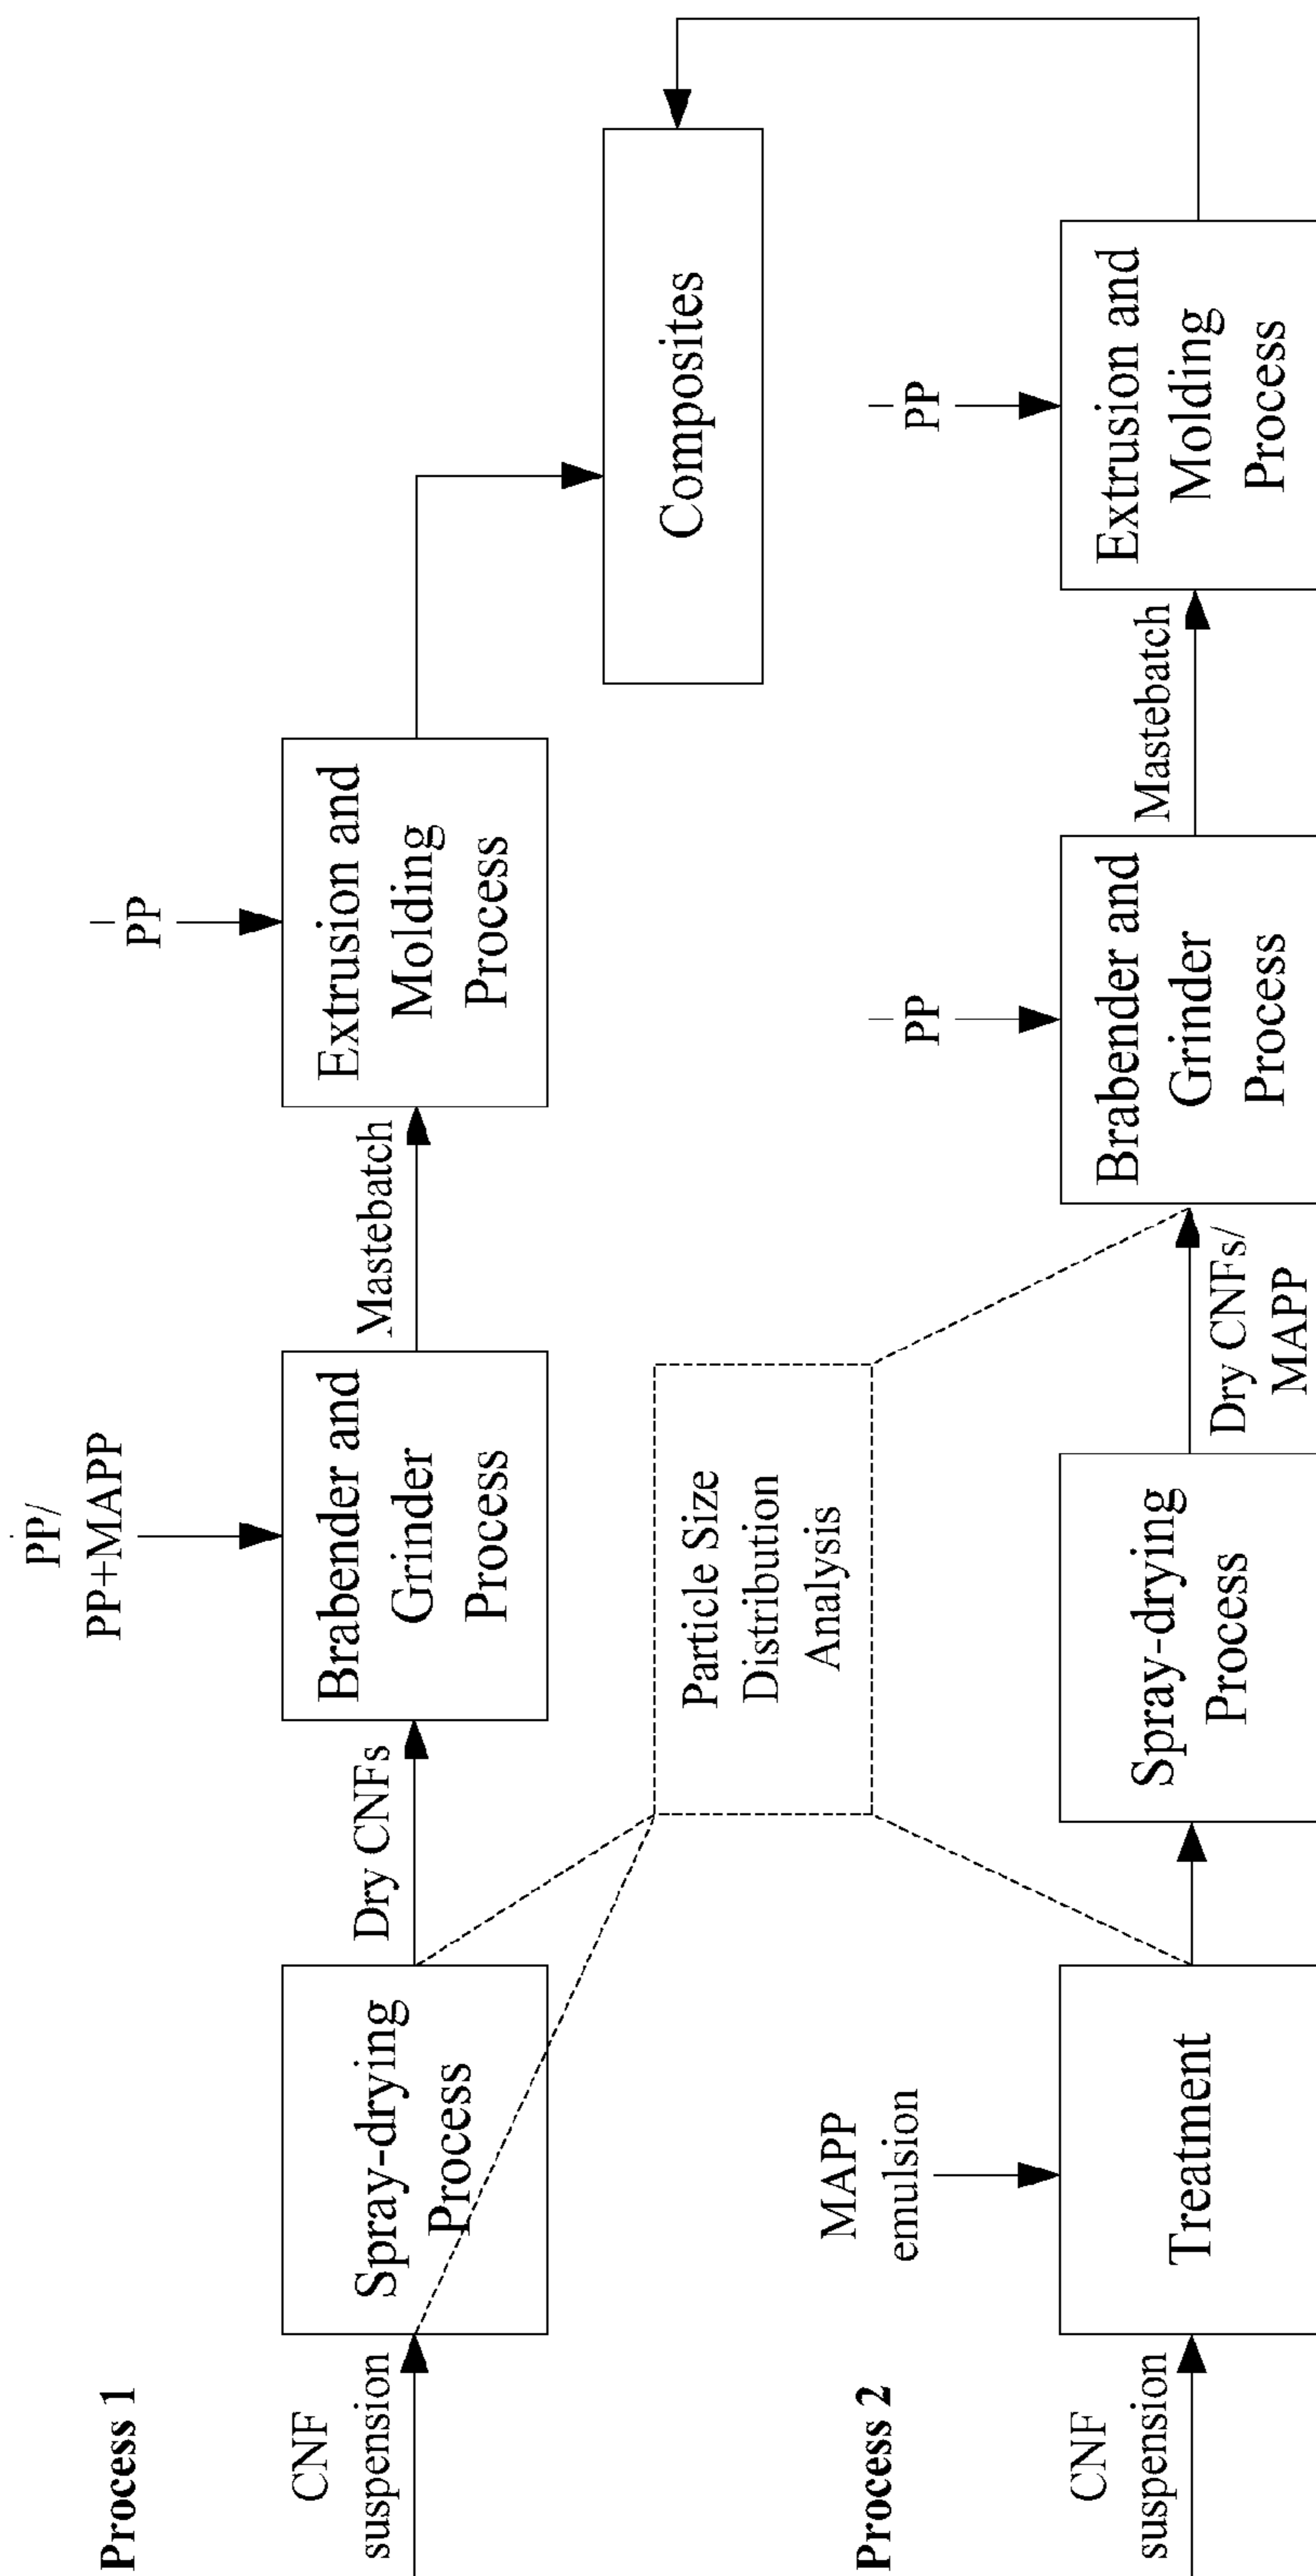 Process 1
CNF
suspension
Spray-drying
Process
Dry CNFs
PP/
PP+MAPP
Brabender and
Grinder
Process
Mastebatch
PP
Extrusion and
Molding
Process
Composites
Particle Size
Distribution
Analysis
Process 2
CNF
suspension
MAPP
emulsion
Treatment
Spray-drying
Process
Dry CNFs/
MAPP
PP
Brabender and
Grinder
Process
Mastebatch
PP
Extrusion and
Molding
Process